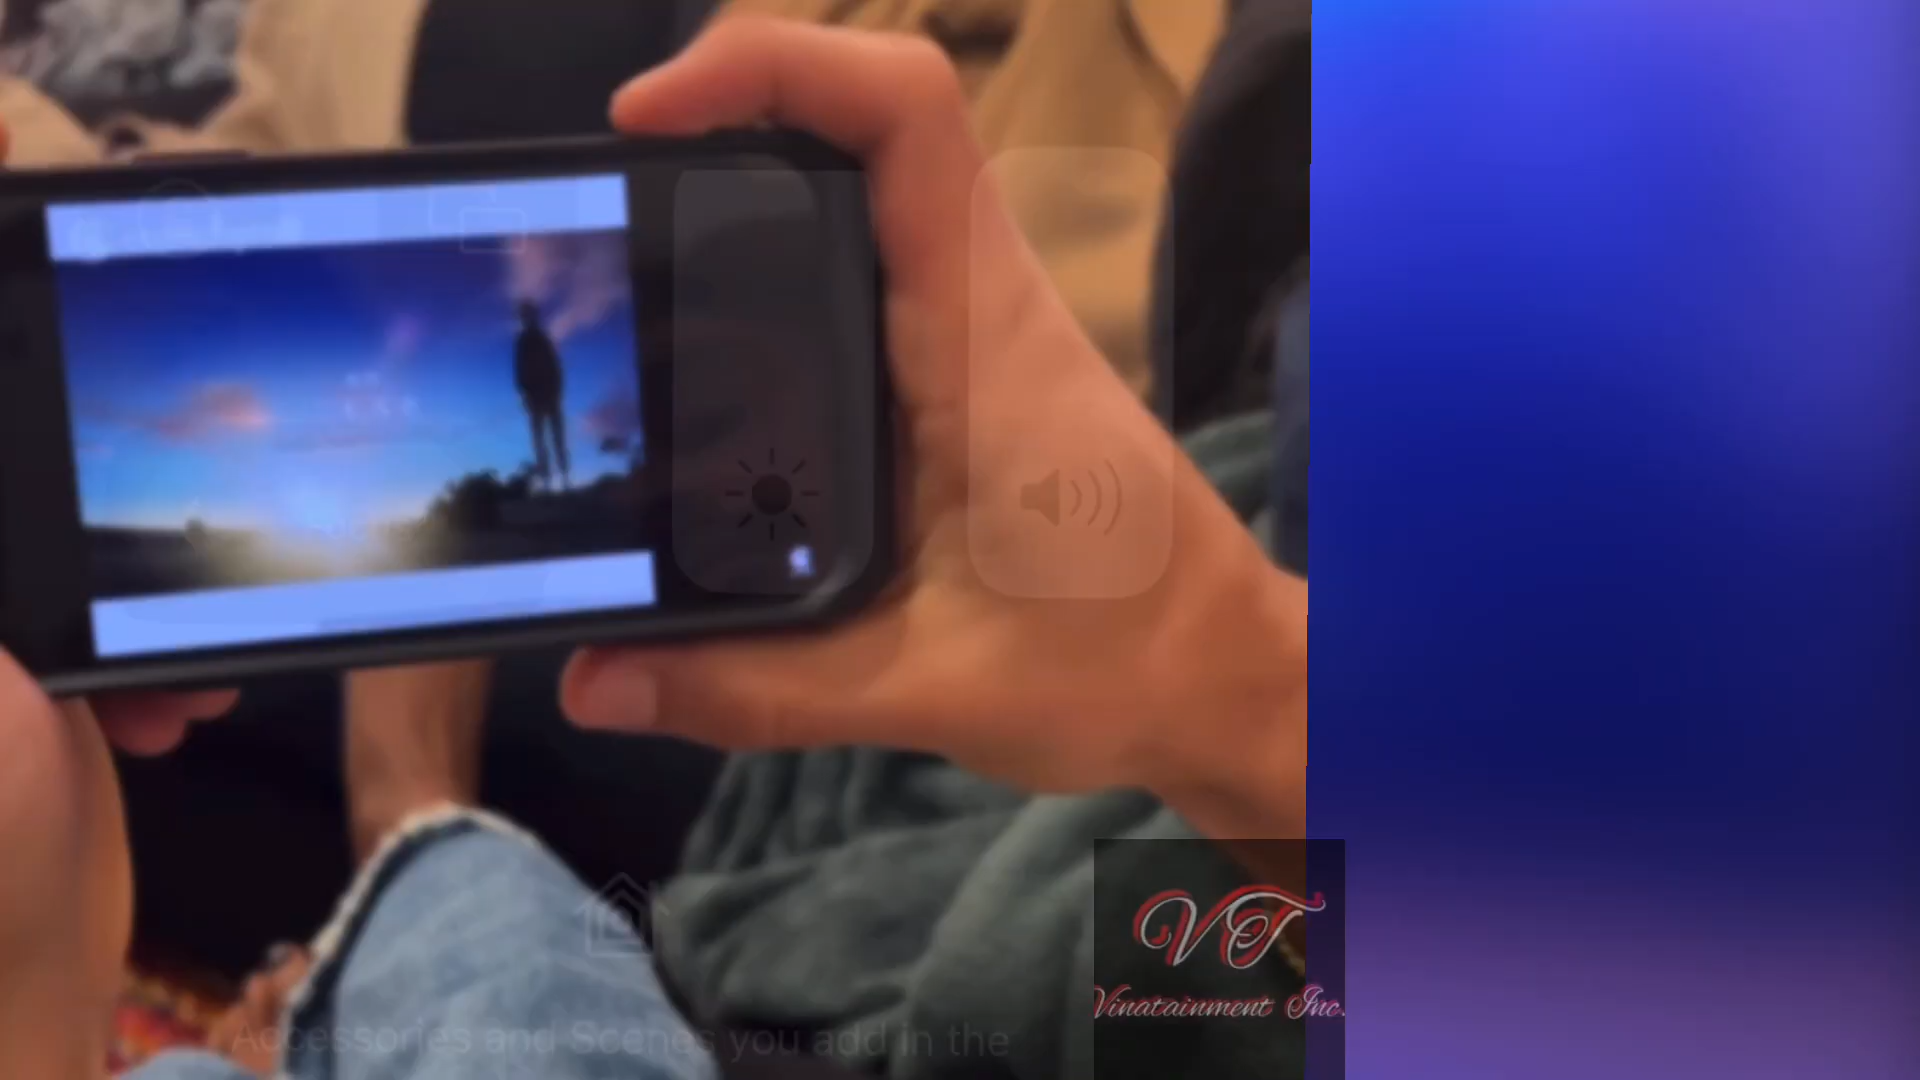 Accessories and Scenes you add in the
VT
Vinatainment Inc.